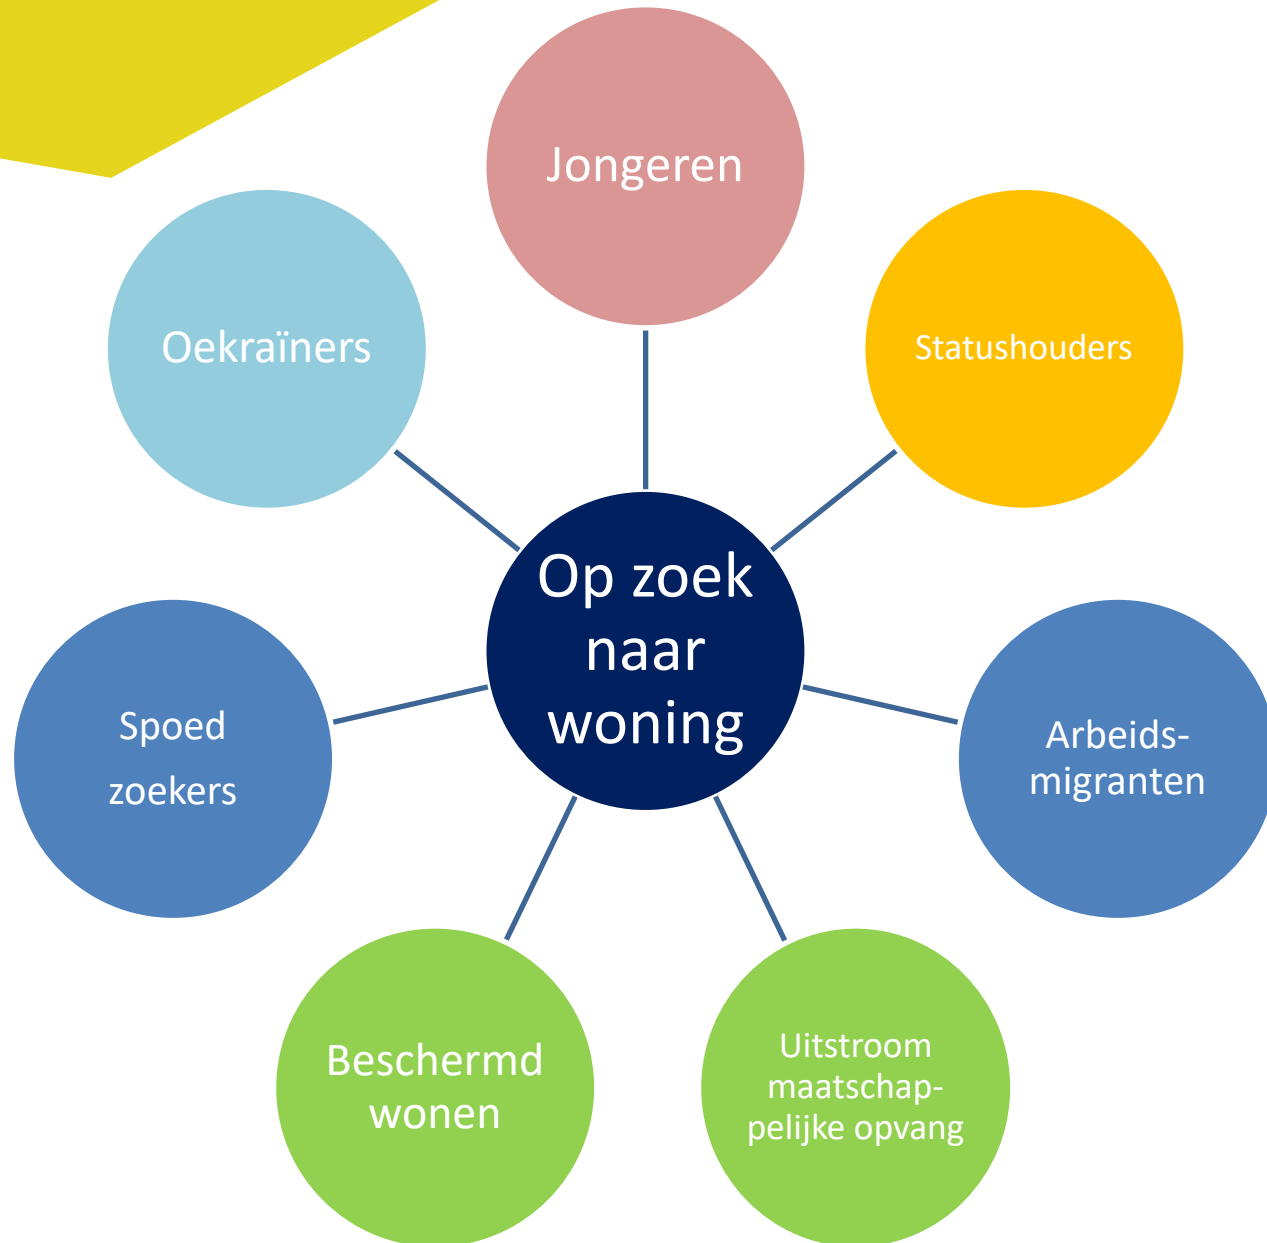 Jongeren
Oekraïners
Statushouders
Op zoek
naar
woning
Spoed
zoekers
Arbeids-
migranten
Beschermd
wonen
Uitstroom
maatschap-
pelijke opvang